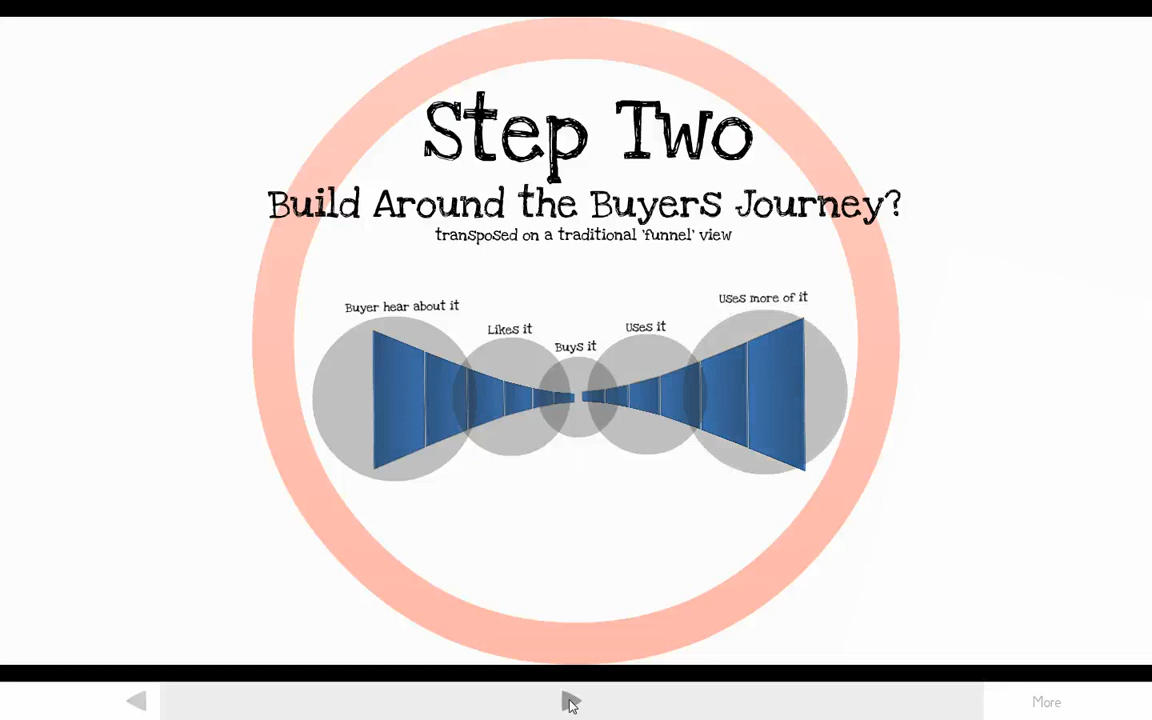 Step Two
Build Around the Buyers Journey?
transposed on a traditional 'funnel' view
Buyer hear about it
Likes it
Buys it
Uses it
Uses more of it
More